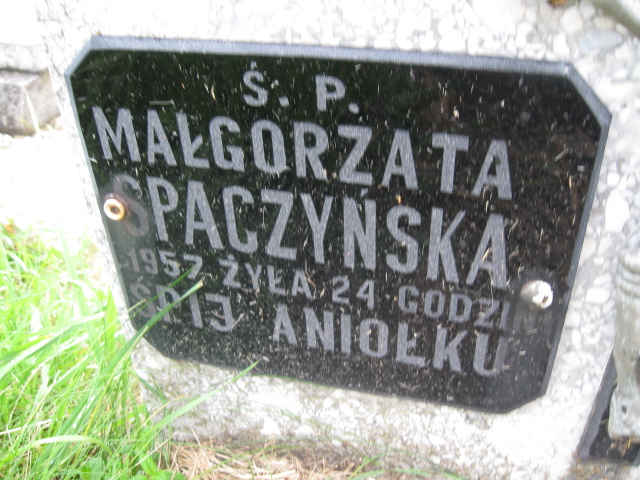 Ś. P.
MAŁGORZATA
SPACZYŃSKA
1957 ŻYŁA 24 GODZIN
ŚPIJ ANIOŁKU